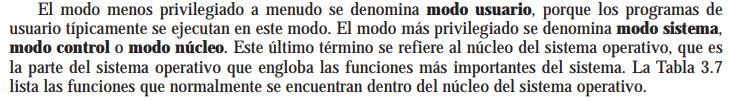 El modo menos privilegiado a menudo se denomina modo usuario, porque los programas de
usuario típicamente se ejecutan en este modo. El modo más privilegiado se denomina modo sistema,
modo control o modo núcleo. Este último término se refiere al núcleo del sistema operativo, que es
la parte del sistema operativo que engloba las funciones más importantes del sistema. La Tabla 3.7
lista las funciones que normalmente se encuentran dentro del núcleo del sistema operativo.